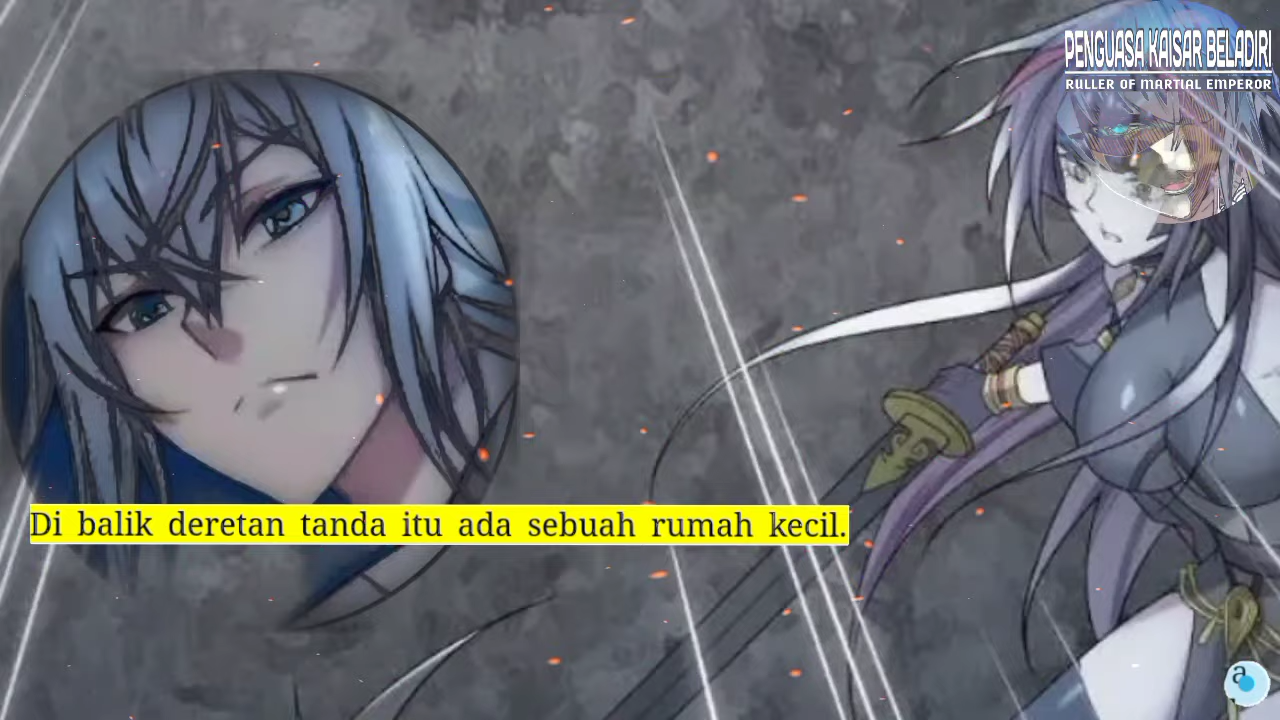 PENGUASA KAISAR BELADIRI
RULLER OF MARTIAL EMPEROR
Di balik deretan tanda itu ada sebuah rumah kecil.
a